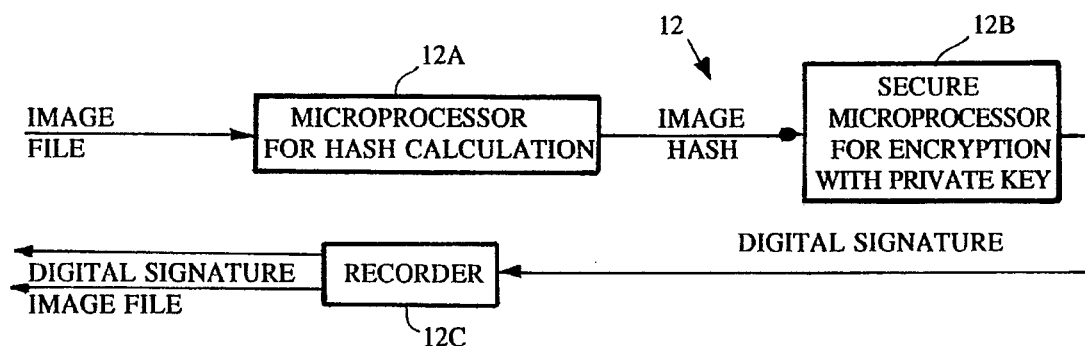 12A
12
12B
IMAGE
FILE
MICROPROCESSOR
FOR HASH CALCULATION
IMAGE
HASH
SECURE
MICROPROCESSOR
FOR ENCRYPTION
WITH PRIVATE KEY
DIGITAL SIGNATURE
IMAGE FILE
RECORDER
DIGITAL SIGNATURE
12C